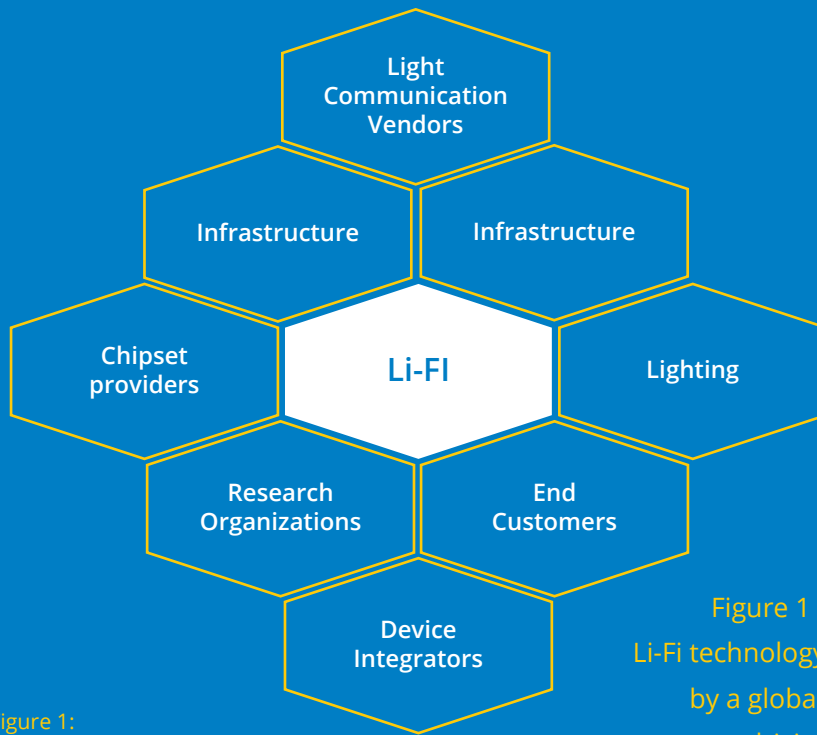 Light
Communication
Vendors
Infrastructure
Infrastructure
Chipset
providers
Li-FI
Lighting
Research
Organizations
End
Customers
Device
Integrators
Figure 1
Li-Fi technology
by a globa
igure 1: